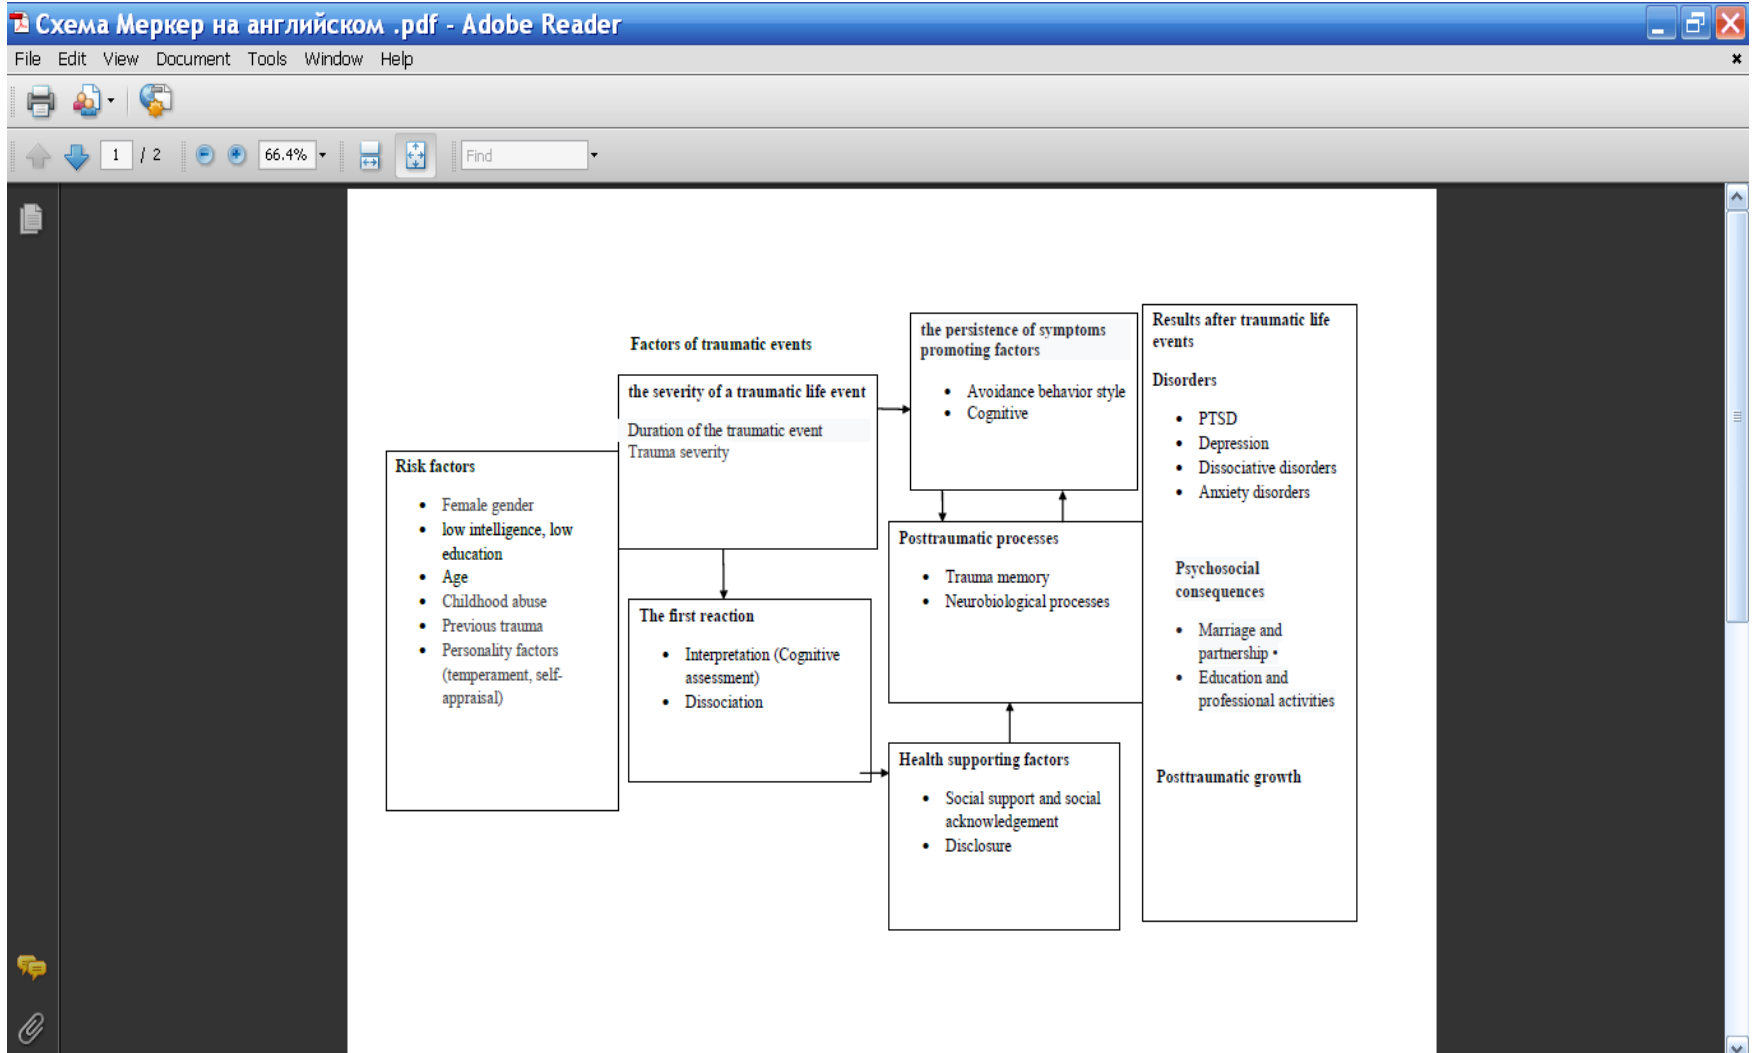 Схема Меркер на английском .pdf - Adobe Reader
File Edit View Document Tools Window Help
1 / 2 66.4% Find
Factors of traumatic events
Risk factors
• Female gender
• low intelligence, low
education
• Age
• Childhood abuse
• Previous trauma
• Personality factors
(temperament, self-
appraisal)
the severity of a traumatic life event
Duration of the traumatic event
Trauma severity
The first reaction
• Interpretation (Cognitive
assessment)
• Dissociation
the persistence of symptoms
promoting factors
• Avoidance behavior style
• Cognitive
Posttraumatic processes
• Trauma memory
• Neurobiological processes
Health supporting factors
• Social support and social
acknowledgement
• Disclosure
Results after traumatic life
events
Disorders
• PTSD
• Depression
• Dissociative disorders
• Anxiety disorders
Psychosocial
consequences
• Marriage and
partnership •
• Education and
professional activities
Posttraumatic growth